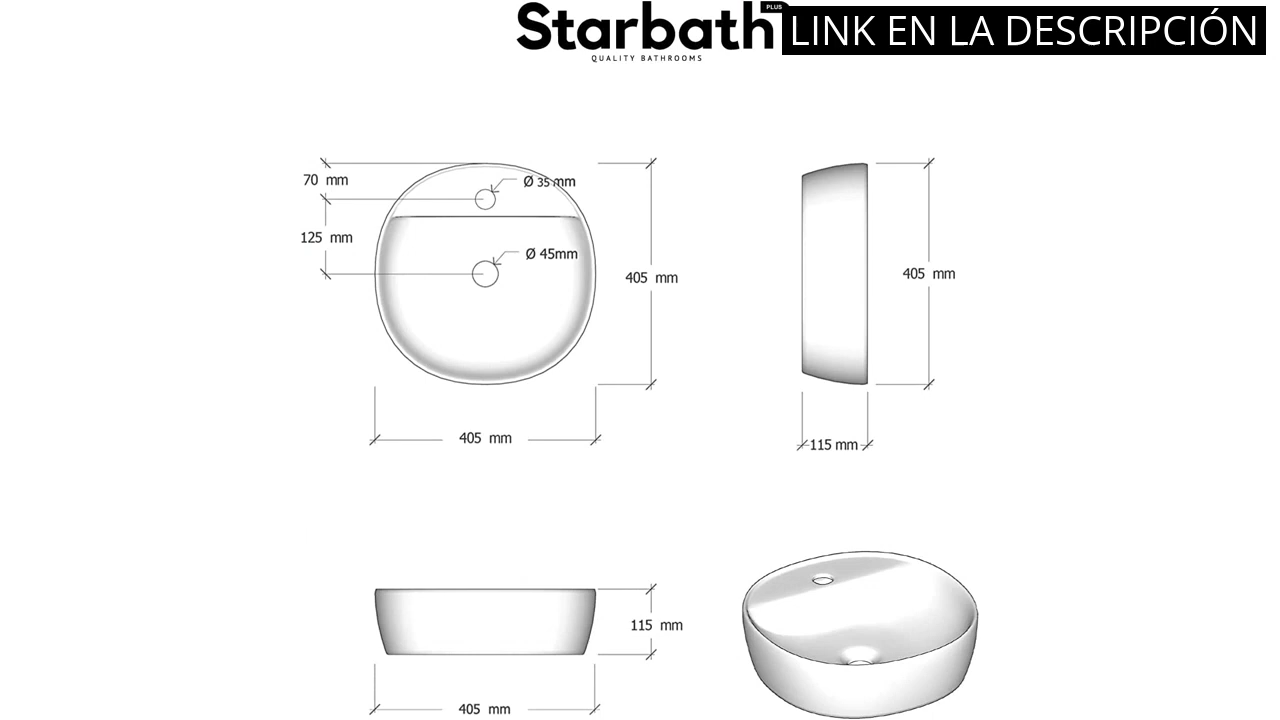 Starbath PLUS
QUALITY BATHROOMS
LINK EN LA DESCRIPCIÓN
70 mm
Ø 35 mm
125 mm
Ø 45mm
405 mm
405 mm
405 mm
115 mm
115 mm
405 mm